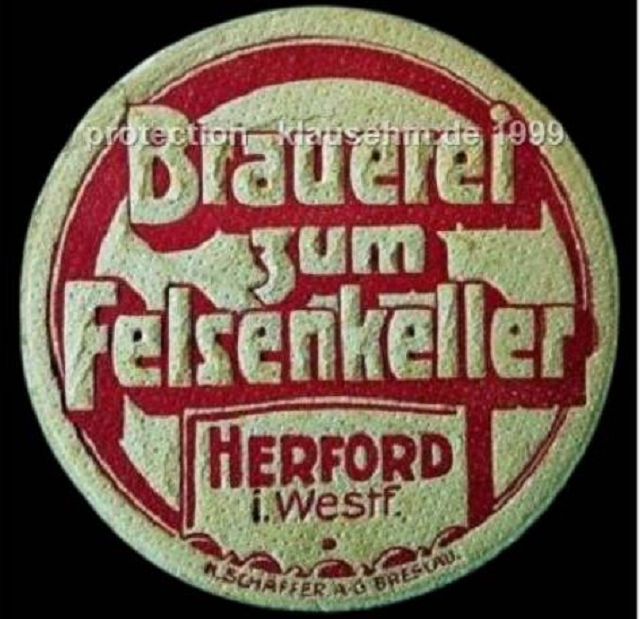 protection klausehm.de 1999
Brauerei
zum
Felsenkeller
HERFORD
i. Westf.
H. SCHAFFER A-G BRESLAU.